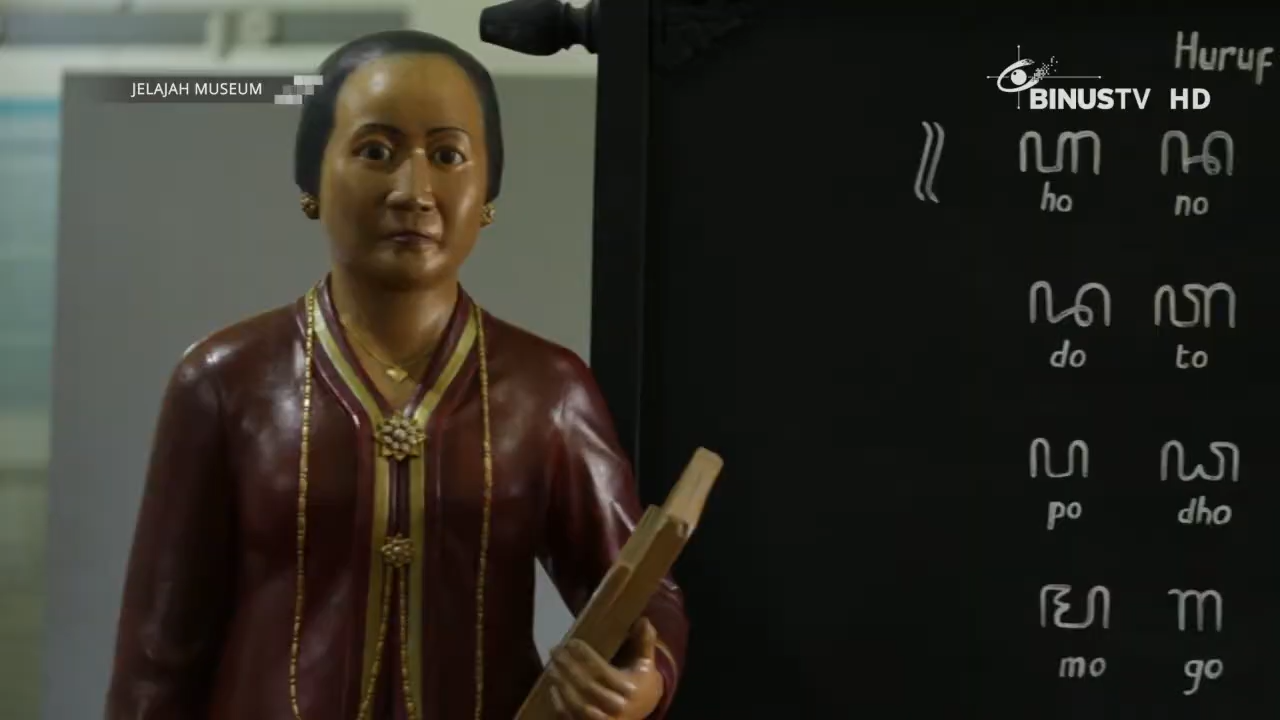 JELAJAH MUSEUM
BINUSTV HD
Huruf
ꦲ ꦤ
ho no
ꦢ ꦠ
do to
ꦥ ꦝ
po dho
ꦩ ꦒ
mo go